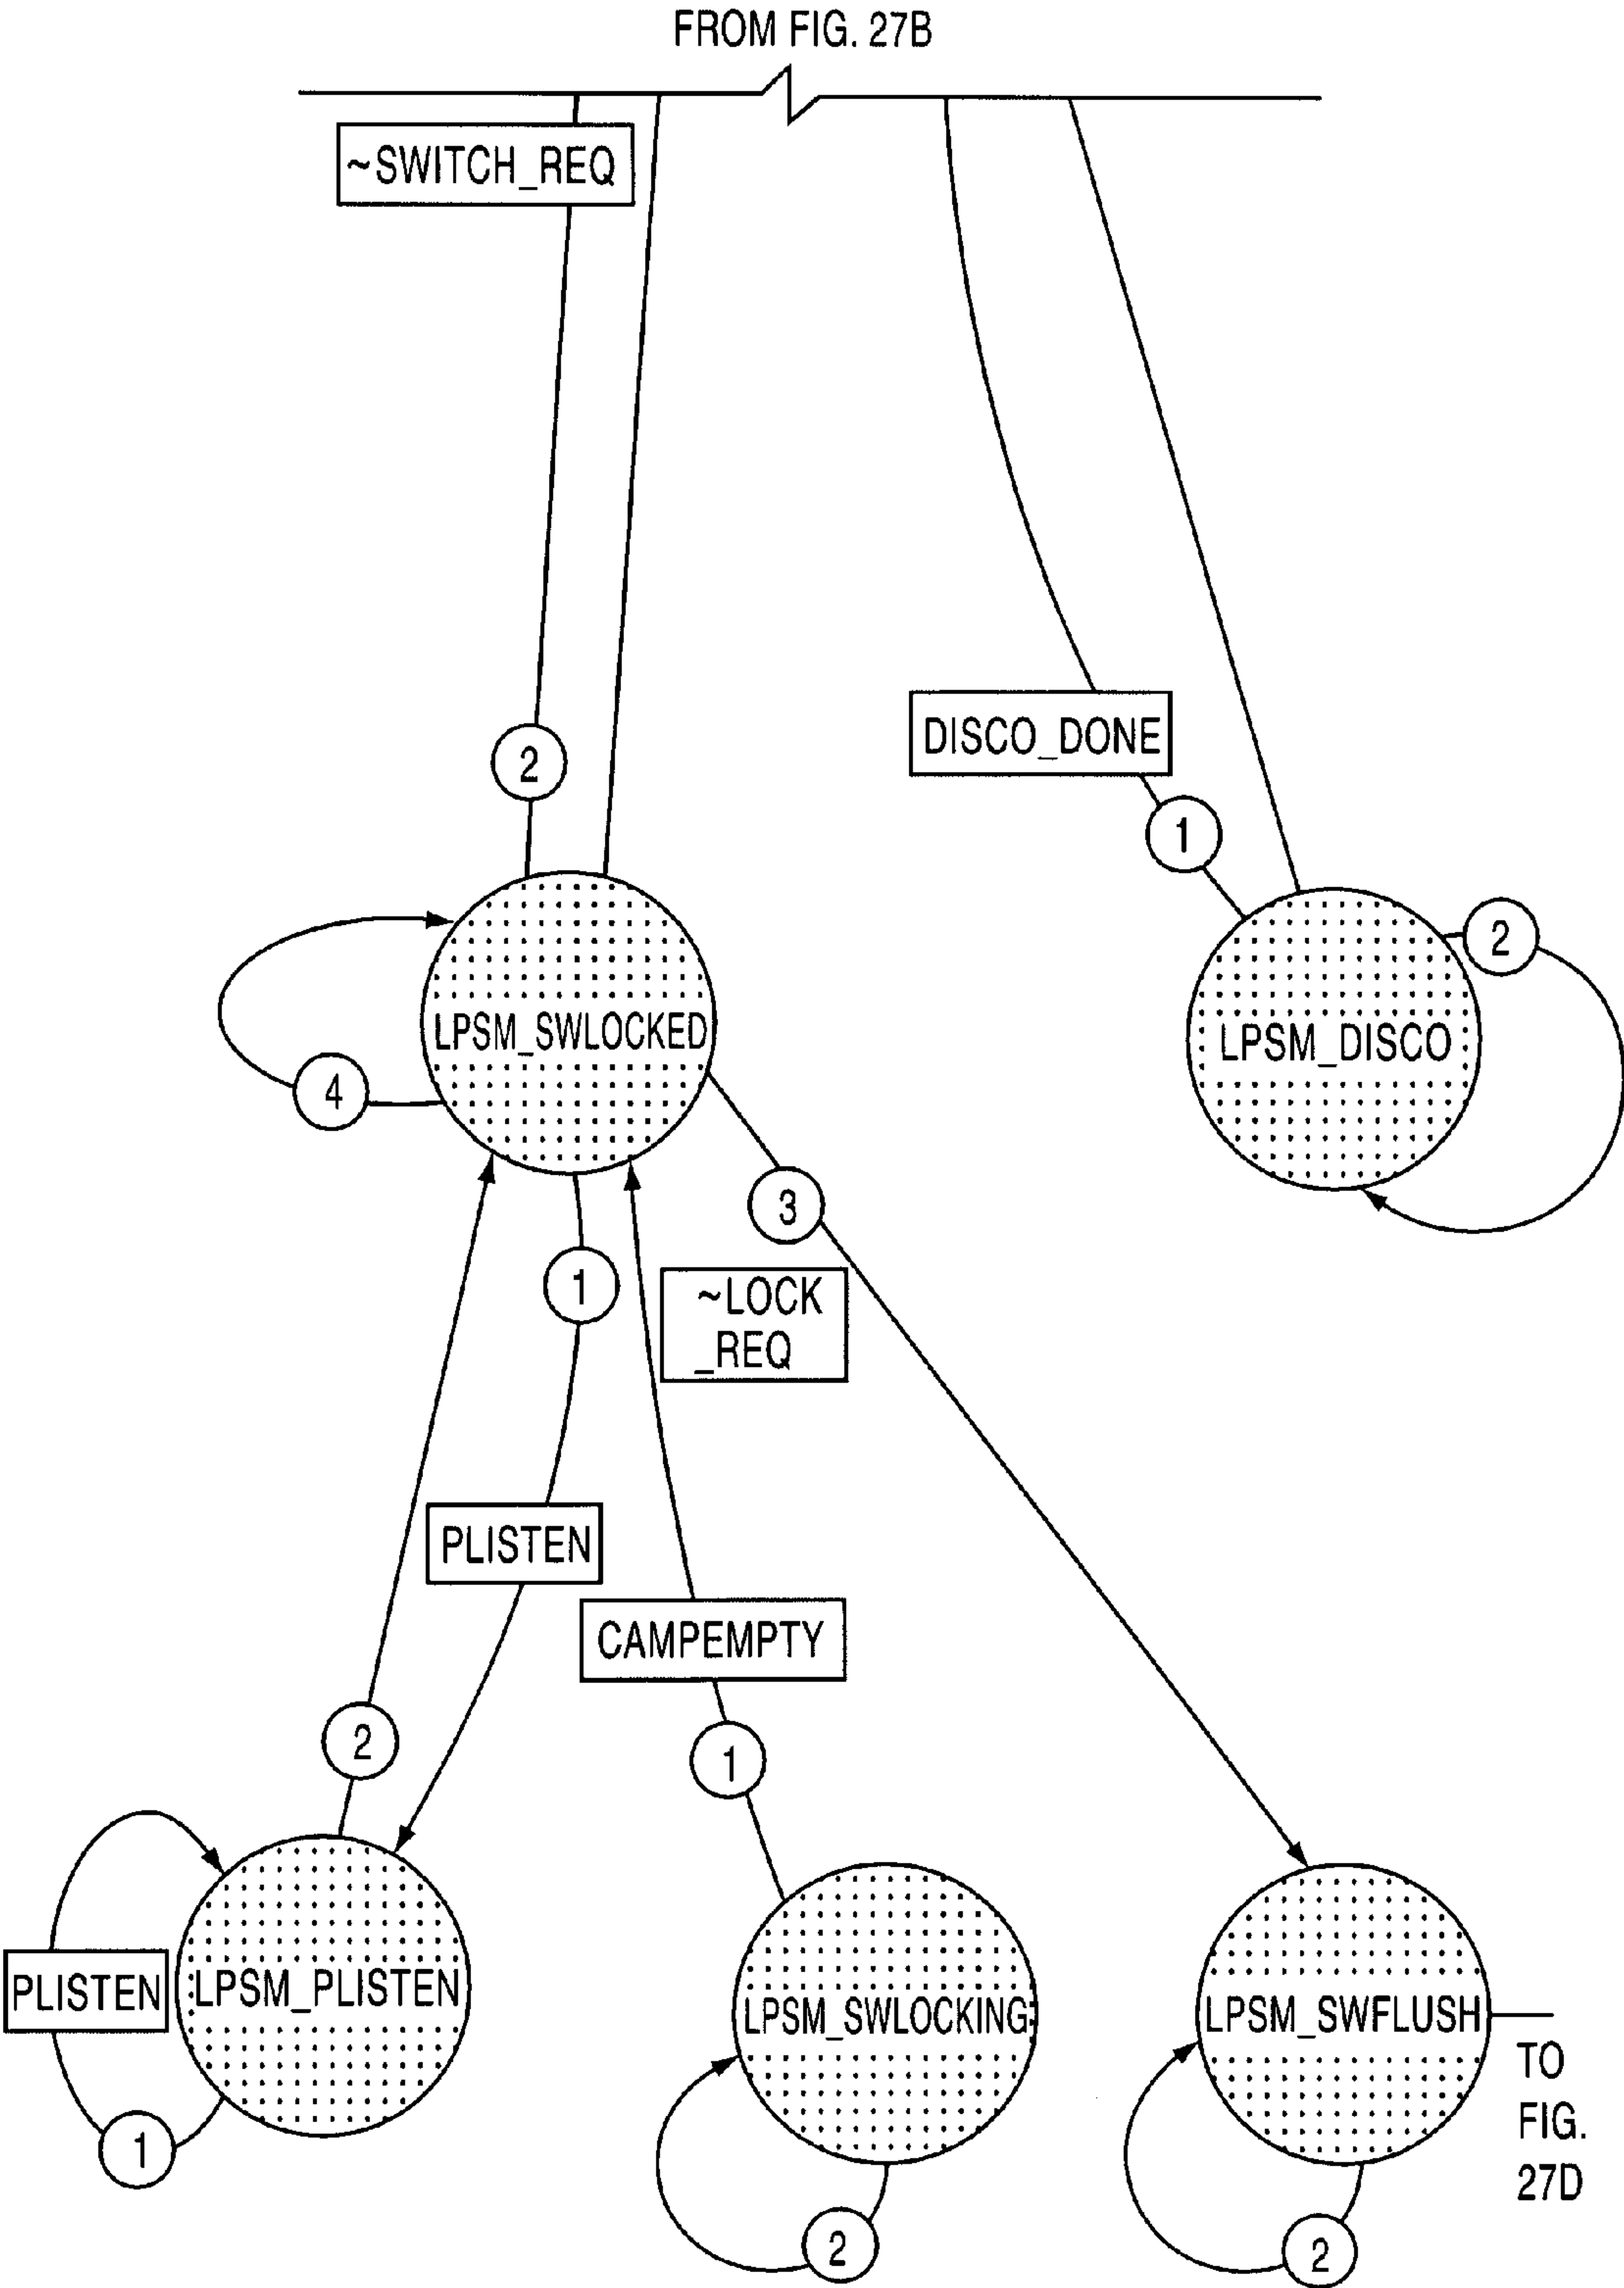 FROM FIG. 27B
~SWITCH_REQ
DISCO_DONE
2
1
2
LPSM_SWLOCKED
LPSM_DISCO
4
3
1
~LOCK
_REQ
PLISTEN
CAMPEMPTY
2
1
PLISTEN
LPSM_PLISTEN
LPSM_SWLOCKING
LPSM_SWFLUSH
TO
FIG.
27D
1
2
2